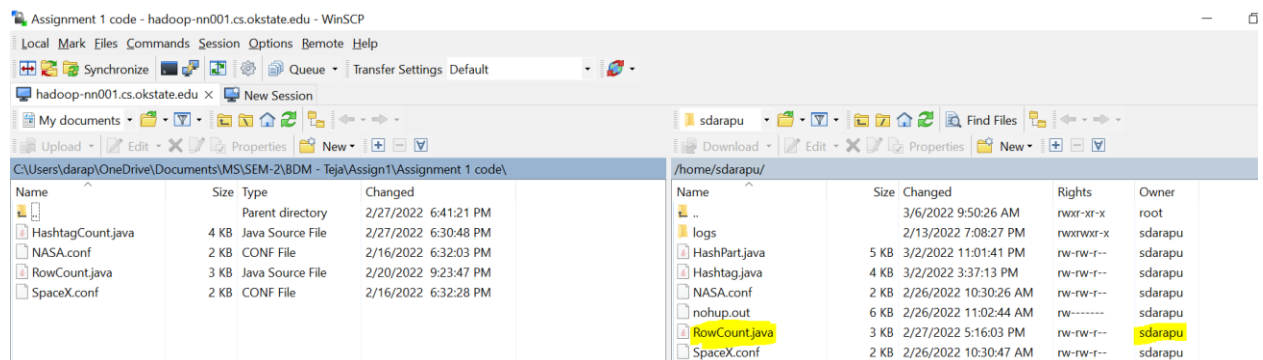 Assignment 1 code - hadoop-nn001.cs.okstate.edu - WinSCP
Local Mark Files Commands Session Options Remote Help
Synchronize Queue Transfer Settings Default
hadoop-nn001.cs.okstate.edu × New Session
My documents sdarapu Find Files
Upload Edit Properties New Download Edit Properties New
C:\Users\darap\OneDrive\Documents\MS\SEM-2\BDM - Teja\Assign1\Assignment 1 code\ /home/sdarapu/
Name Size Type Changed Name Size Changed Rights Owner
.. Parent directory 2/27/2022 6:41:21 PM .. 3/6/2022 9:50:26 AM rwxr-xr-x root
HashtagCount.java 4 KB Java Source File 2/27/2022 6:30:48 PM logs 2/13/2022 7:08:27 PM rwxrwxr-x sdarapu
NASA.conf 2 KB CONF File 2/16/2022 6:32:03 PM HashPart.java 5 KB 3/2/2022 11:01:41 PM rw-rw-r-- sdarapu
RowCount.java 3 KB Java Source File 2/20/2022 9:23:47 PM Hashtag.java 4 KB 3/2/2022 3:37:13 PM rw-rw-r-- sdarapu
SpaceX.conf 2 KB CONF File 2/16/2022 6:32:28 PM NASA.conf 2 KB 2/26/2022 10:30:26 AM rw-rw-r-- sdarapu
nohup.out 6 KB 2/26/2022 11:02:44 AM rw------- sdarapu
RowCount.java 3 KB 2/27/2022 5:16:03 PM rw-rw-r-- sdarapu
SpaceX.conf 2 KB 2/26/2022 10:30:47 AM rw-rw-r-- sdarapu